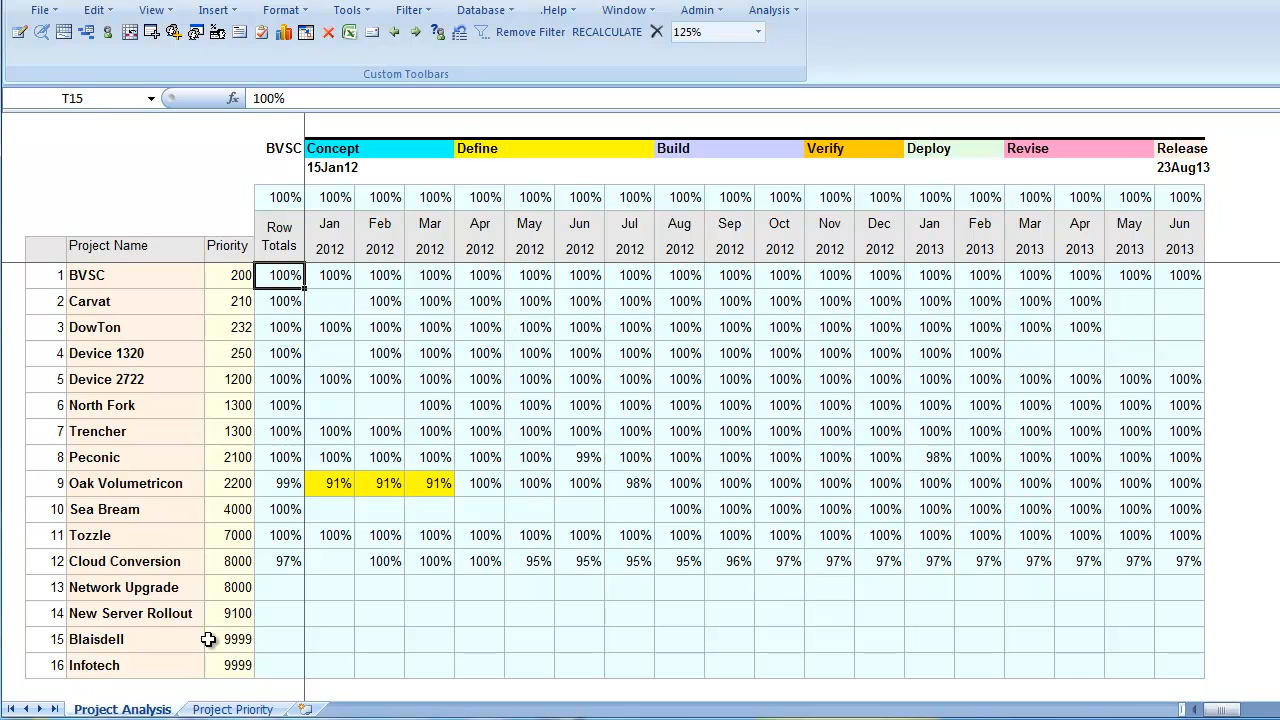 File Edit View Insert Format Tools Filter Database .Help Window Admin Analysis
Remove Filter RECALCULATE 125%
Custom Toolbars
T15 fx 100%
BVSC Concept Define Build Verify Deploy Revise Release
15Jan12 23Aug13
100% 100% 100% 100% 100% 100% 100% 100% 100% 100% 100% 100% 100% 100% 100% 100% 100% 100% 100%
Row Jan Feb Mar Apr May Jun Jul Aug Sep Oct Nov Dec Jan Feb Mar Apr May Jun
Project Name Priority Totals 2012 2012 2012 2012 2012 2012 2012 2012 2012 2012 2012 2012 2013 2013 2013 2013 2013 2013
1 BVSC 200 100% 100% 100% 100% 100% 100% 100% 100% 100% 100% 100% 100% 100% 100% 100% 100% 100% 100% 100%
2 Carvat 210 100% 100% 100% 100% 100% 100% 100% 100% 100% 100% 100% 100% 100% 100% 100% 100%
3 DowTon 232 100% 100% 100% 100% 100% 100% 100% 100% 100% 100% 100% 100% 100% 100% 100% 100% 100%
4 Device 1320 250 100% 100% 100% 100% 100% 100% 100% 100% 100% 100% 100% 100% 100% 100%
5 Device 2722 1200 100% 100% 100% 100% 100% 100% 100% 100% 100% 100% 100% 100% 100% 100% 100% 100% 100% 100% 100%
6 North Fork 1300 100% 100% 100% 100% 100% 100% 100% 100% 100% 100% 100% 100% 100% 100% 100% 100% 100%
7 Trencher 1300 100% 100% 100% 100% 100% 100% 100% 100% 100% 100% 100% 100% 100% 100% 100% 100% 100% 100% 100%
8 Peconic 2100 100% 100% 100% 100% 100% 100% 99% 100% 100% 100% 100% 100% 100% 98% 100% 100% 100% 100% 100%
9 Oak Volumetricon 2200 99% 91% 91% 91% 100% 100% 100% 98% 100% 100% 100% 100% 100% 100% 100% 100% 100% 100% 100%
10 Sea Bream 4000 100% 100% 100% 100% 100% 100% 100% 100% 100% 100% 100% 100%
11 Tozzle 7000 100% 100% 100% 100% 100% 100% 100% 100% 100% 100% 100% 100% 100% 100% 100% 100% 100% 100% 100%
12 Cloud Conversion 8000 97% 100% 100% 100% 95% 95% 95% 95% 96% 97% 97% 97% 97% 97% 97% 97% 97% 97%
13 Network Upgrade 8000
14 New Server Rollout 9100
15 Blaisdell 9999
16 Infotech 9999
Project Analysis Project Priority